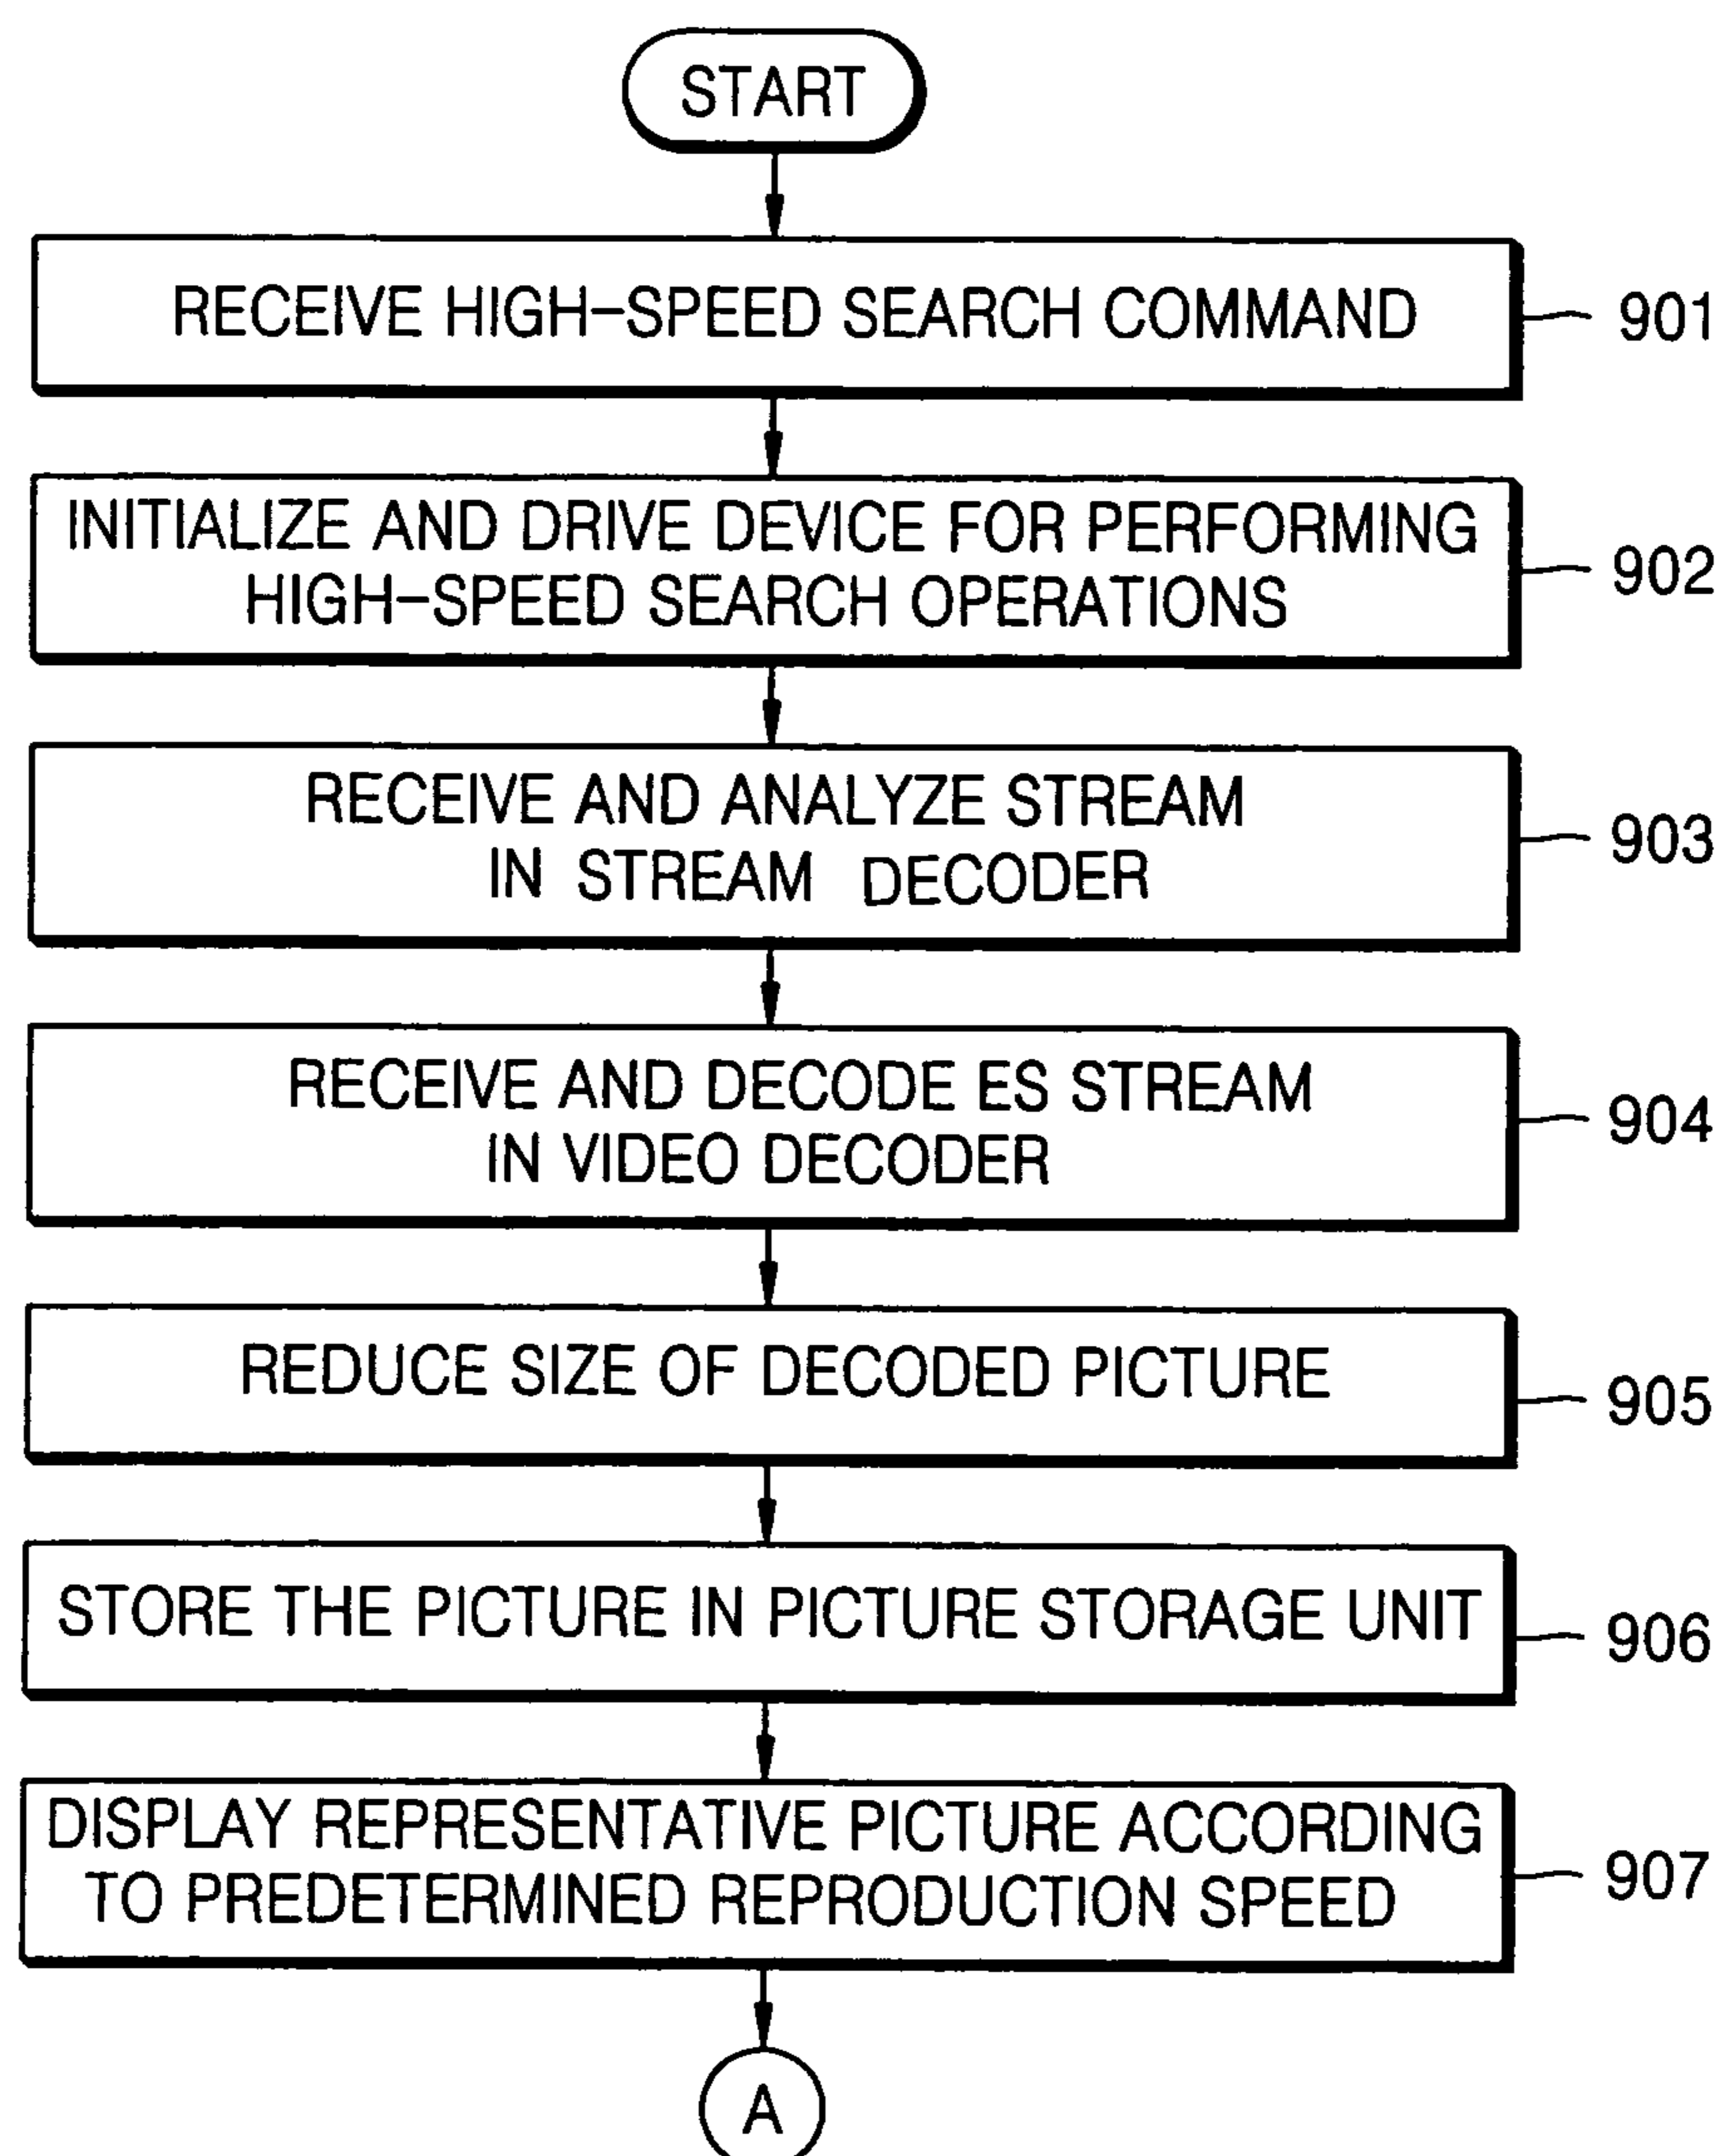 START
RECEIVE HIGH-SPEED SEARCH COMMAND
901
INITIALIZE AND DRIVE DEVICE FOR PERFORMING
HIGH-SPEED SEARCH OPERATIONS
902
RECEIVE AND ANALYZE STREAM
IN STREAM DECODER
903
RECEIVE AND DECODE ES STREAM
IN VIDEO DECODER
904
REDUCE SIZE OF DECODED PICTURE
905
STORE THE PICTURE IN PICTURE STORAGE UNIT
906
DISPLAY REPRESENTATIVE PICTURE ACCORDING
TO PREDETERMINED REPRODUCTION SPEED
907
A